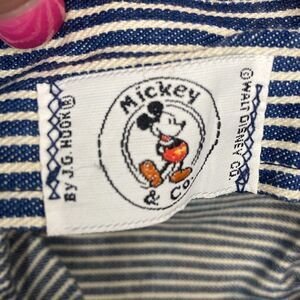 Mickey
& Co.
By J.G. HOOK®
© WALT DISNEY CO.